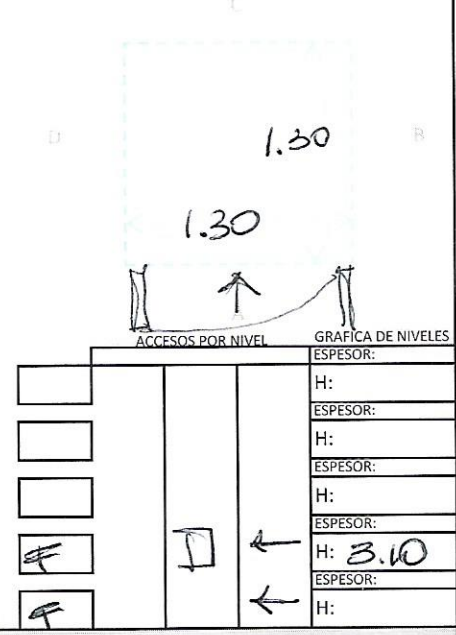 C
D
1.30
B
1.30
A
ACCESOS POR NIVEL
GRAFICA DE NIVELES
ESPESOR:
H:
ESPESOR:
H:
ESPESOR:
H:
ESPESOR:
H: 3.10
ESPESOR:
H: